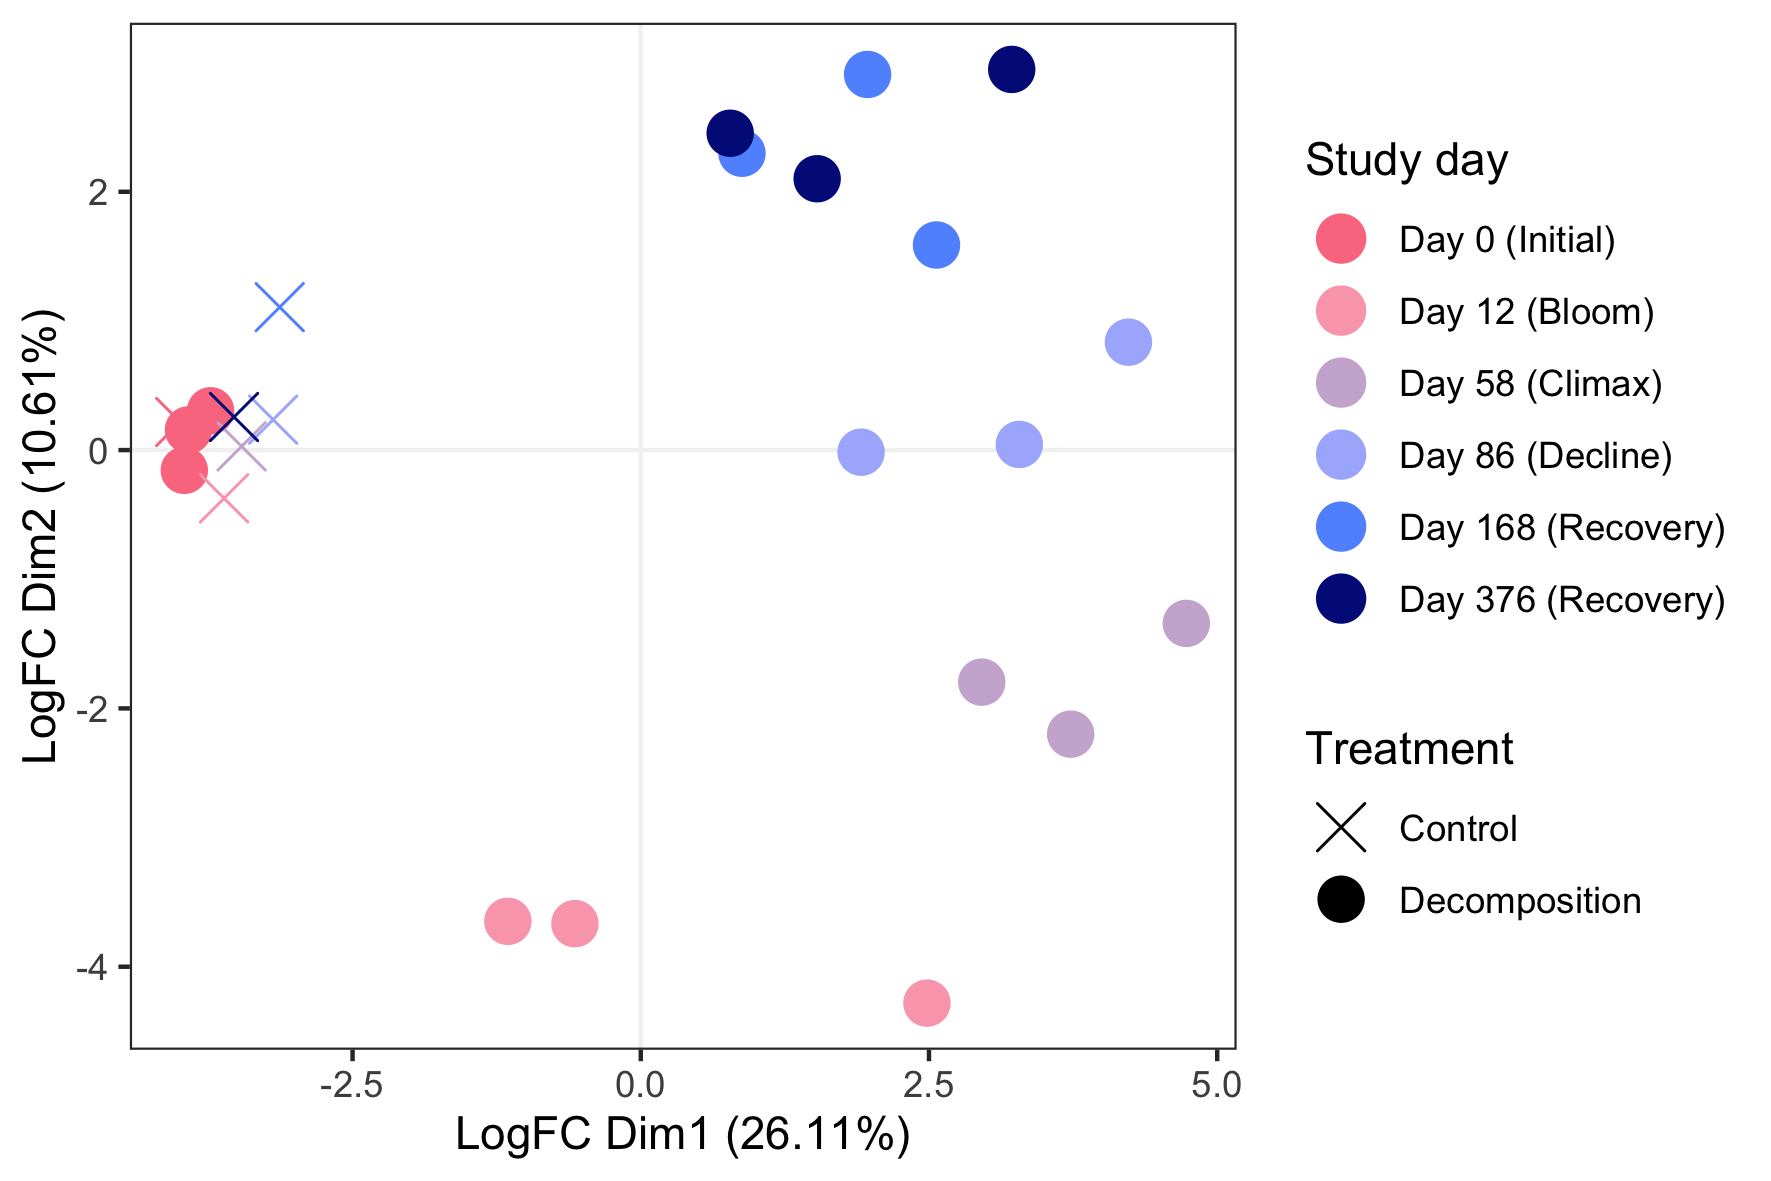 LogFC Dim2 (10.61%)
2
0
-2
-4
-2.5
0.0
2.5
5.0
LogFC Dim1 (26.11%)
Study day
Day 0 (Initial)
Day 12 (Bloom)
Day 58 (Climax)
Day 86 (Decline)
Day 168 (Recovery)
Day 376 (Recovery)
Treatment
Control
Decomposition